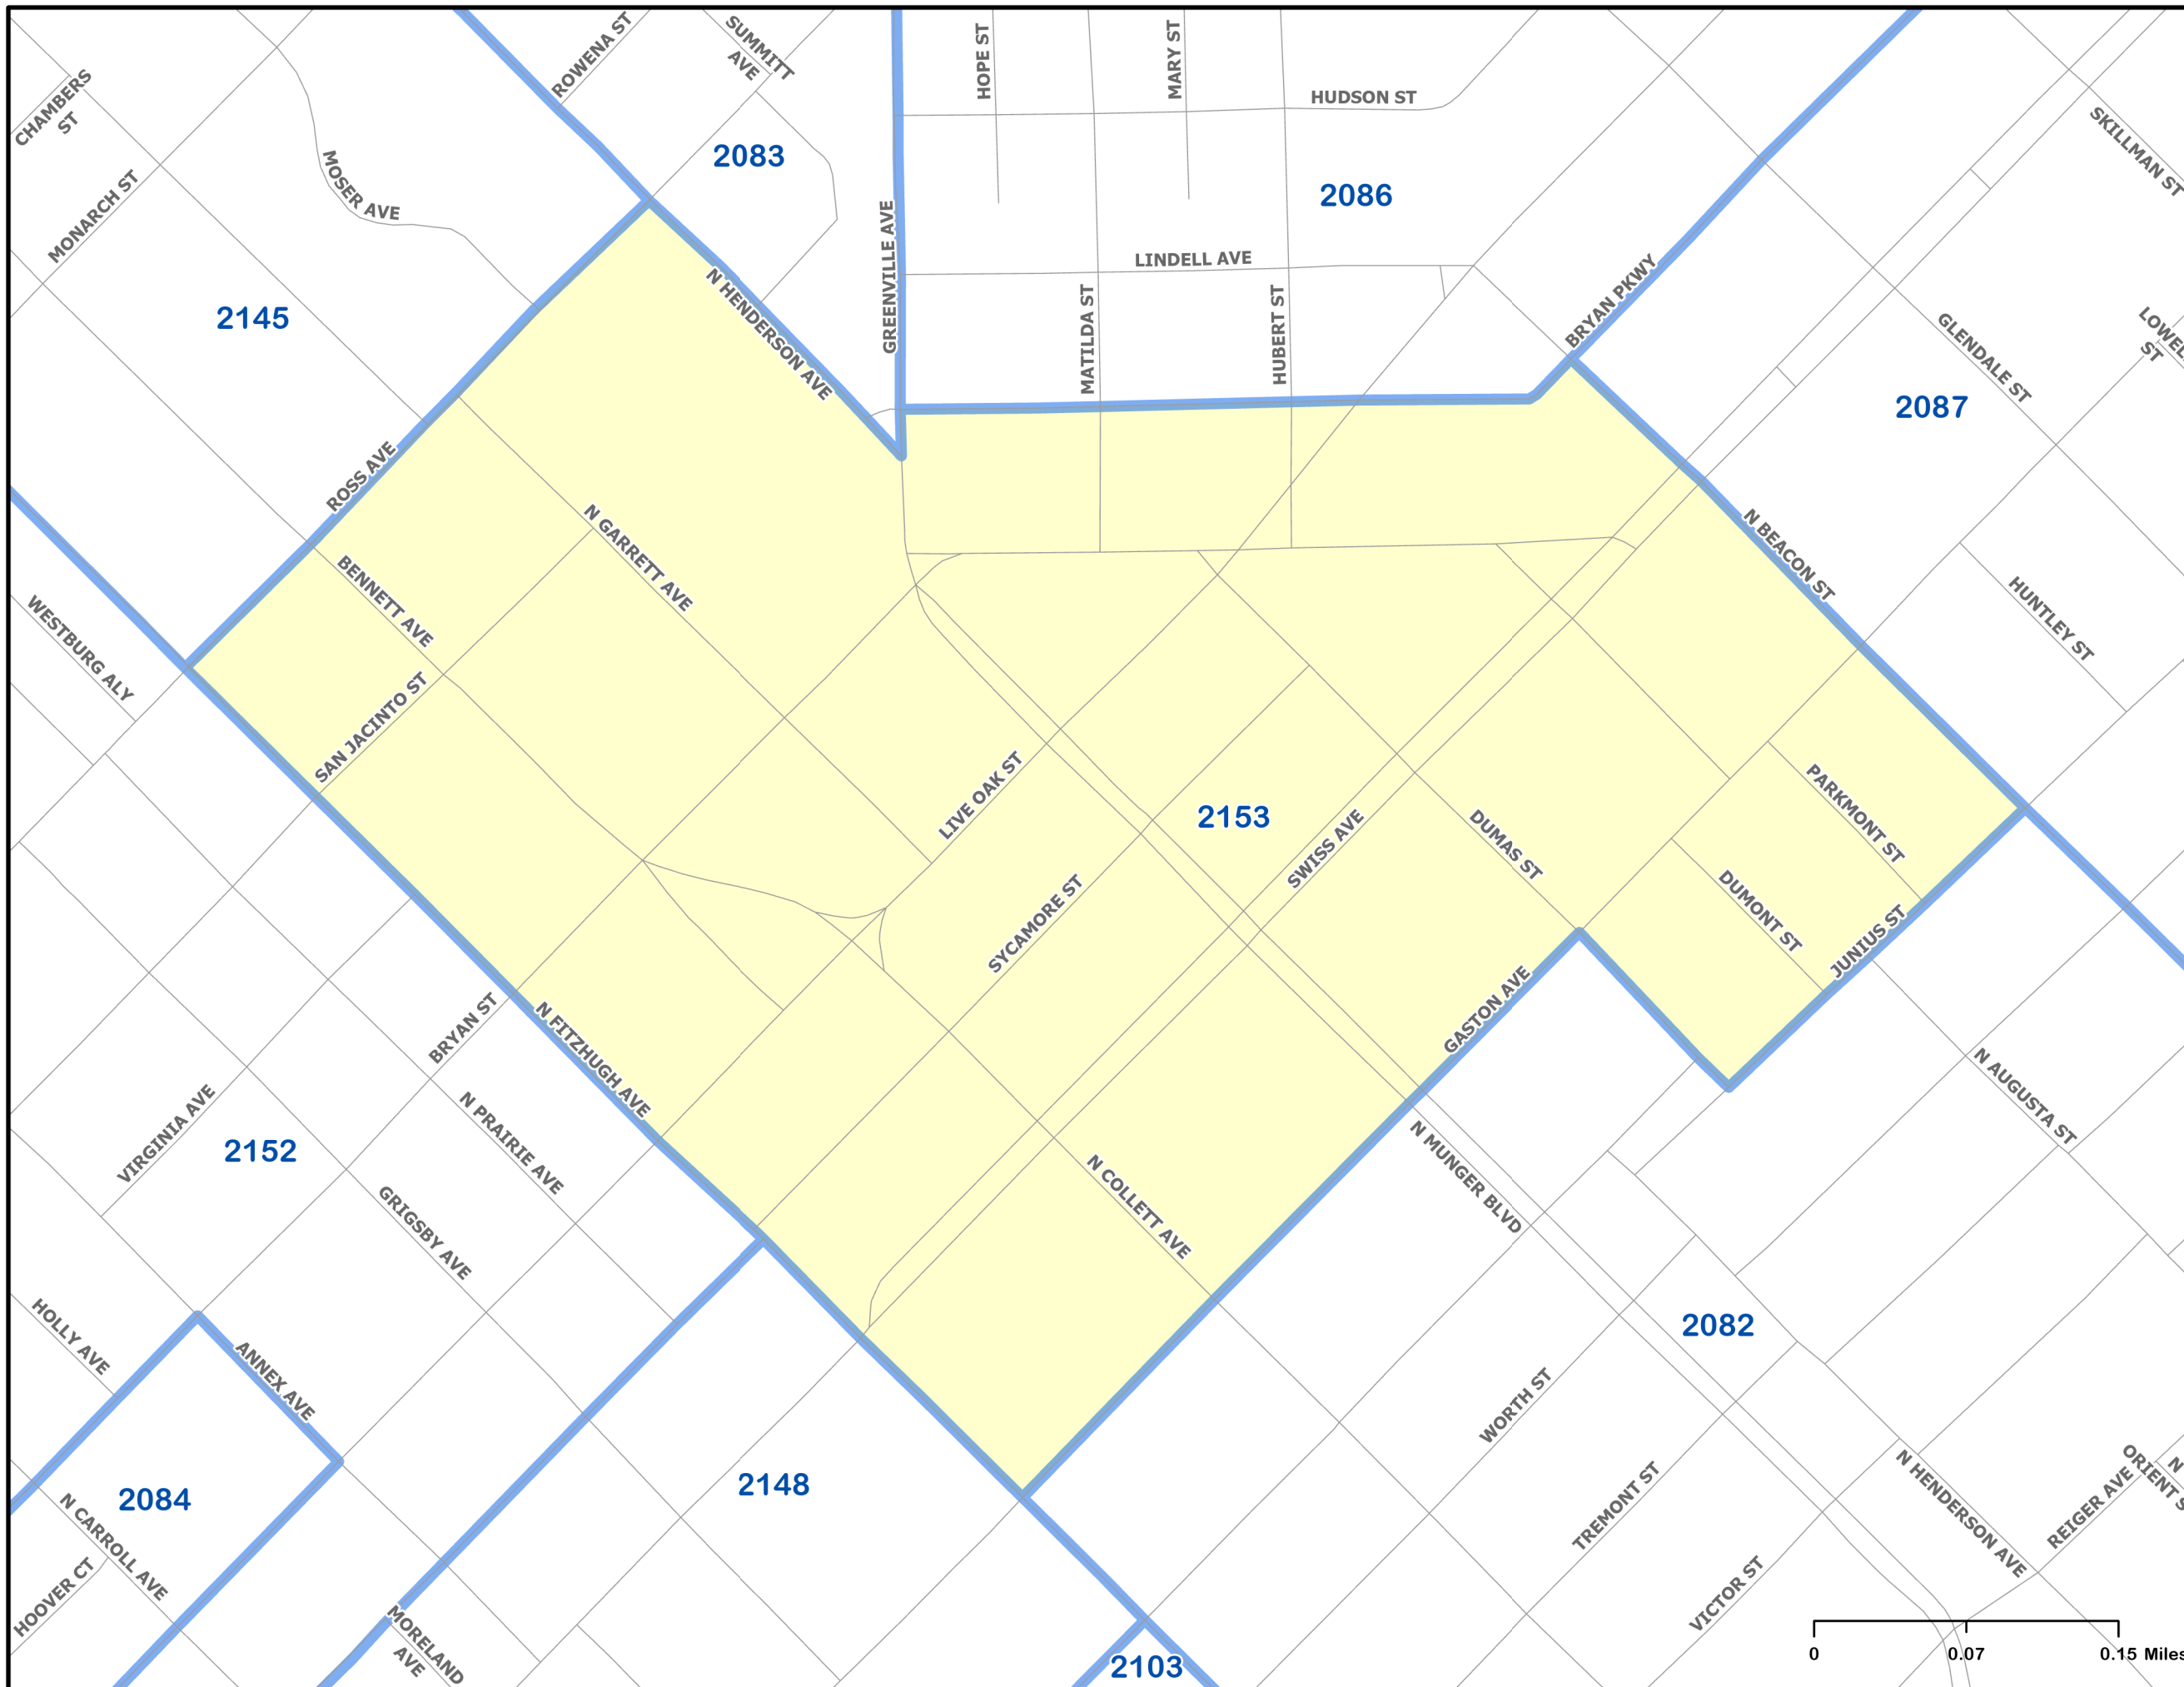 ROWENA ST
SUMMITT
AVE
HOPE ST
MARY ST
HUDSON ST
CHAMBERS
ST
SKILLMAN ST
2083
MOSER AVE
MONARCH ST
2086
GREENVILLE AVE
LINDELL AVE
N HENDERSON AVE
MATILDA ST
HUBERT ST
BRYAN PKWY
2145
GLENDALE ST
ST
2087
ROSS AVE
N GARRETT AVE
N BEACON ST
BENNETT AVE
WESTBURG ALY
HUNTLEY ST
SAN JACINTO ST
LIVE OAK ST
2153
SWISS AVE
DUMAS ST
PARKMONT ST
SYCAMORE ST
DUMONT ST
JUNIUS ST
GASTON AVE
BRYAN ST
N FITZHUGH AVE
N AUGUSTA ST
VIRGINIA AVE
2152
N PRAIRIE AVE
N MUNGER BLVD
GRIGSBY AVE
N COLLETT AVE
HOLLY AVE
ANNEX AVE
2082
WORTH ST
2084
2148
N CARROLL AVE
TREMONT ST
N HENDERSON AVE
REIGER AVE
ORIENT S
N
HOOVER CT
VICTOR ST
MORELAND
AVE
2103
0 0.07 0.15 Miles